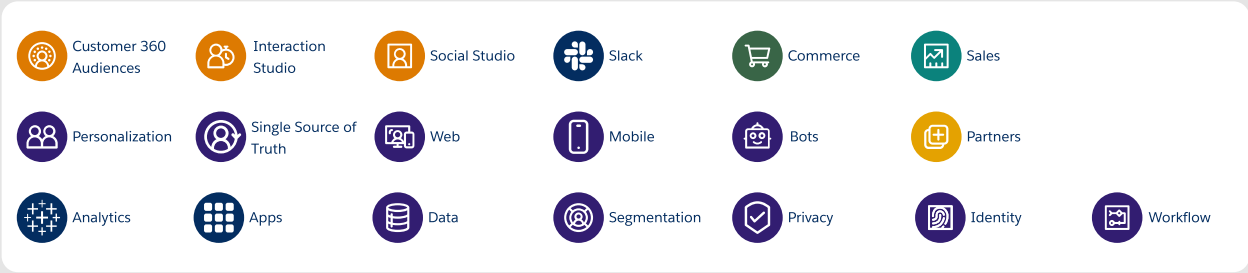 Customer 360
Audiences
Interaction
Studio
Social Studio
Slack
Commerce
Sales
Personalization
Single Source of
Truth
Web
Mobile
Bots
Partners
Analytics
Apps
Data
Segmentation
Privacy
Identity
Workflow